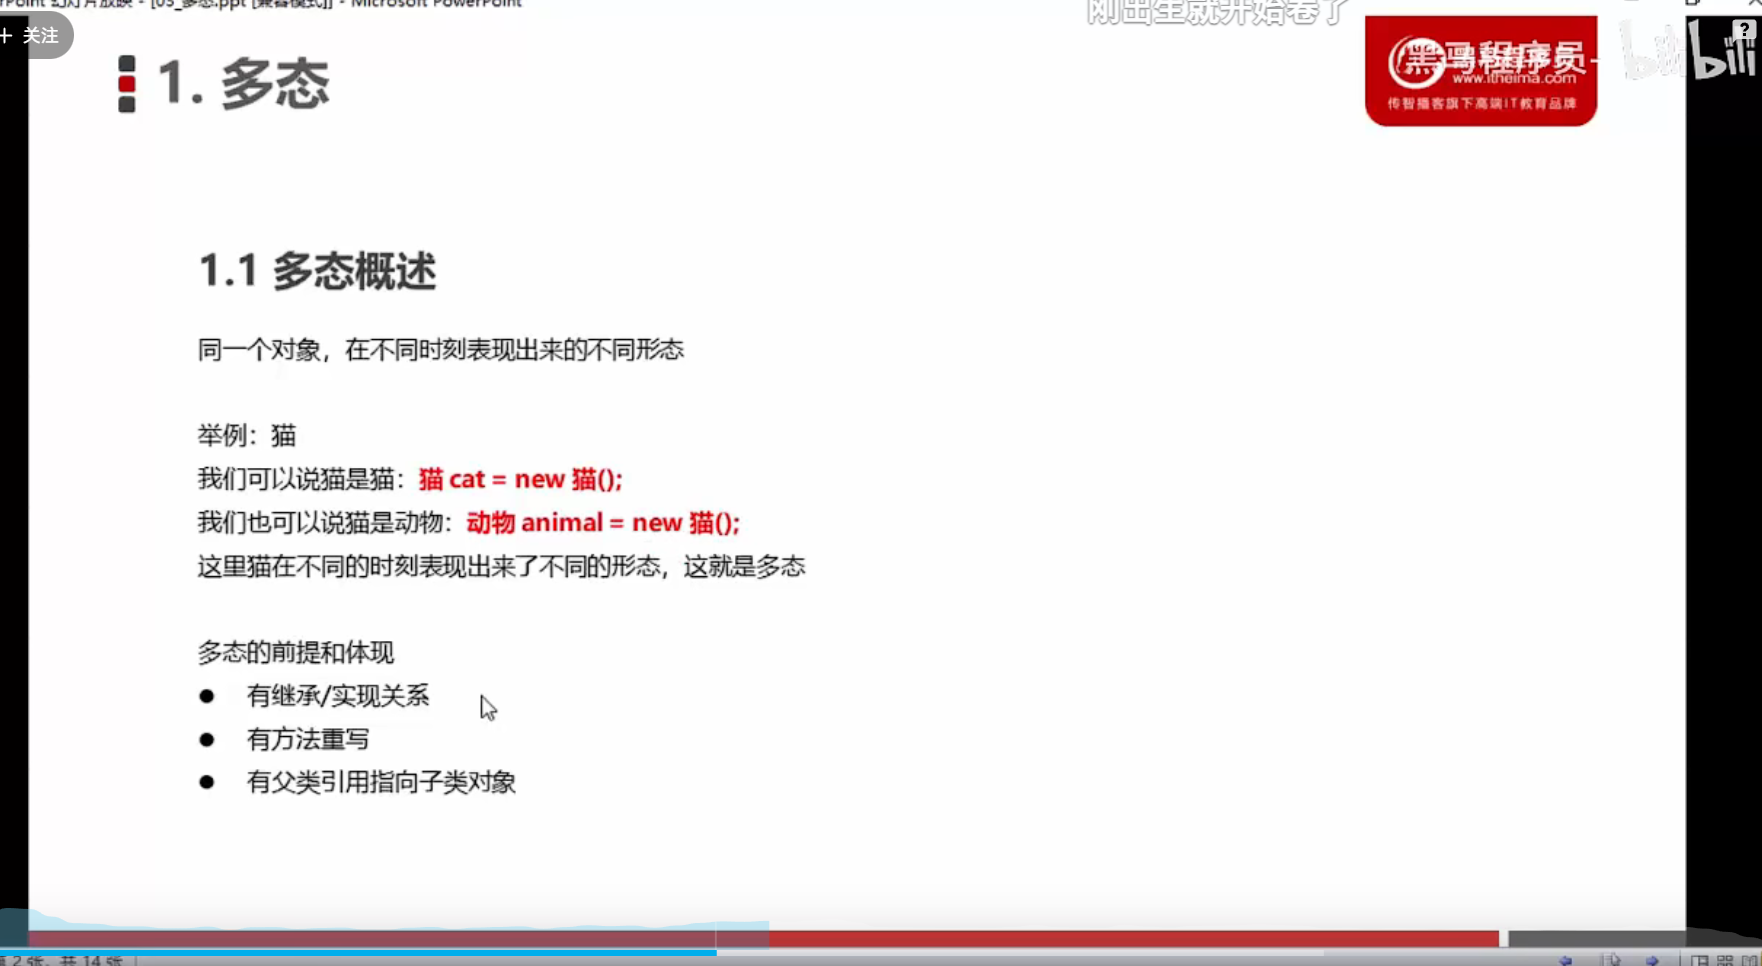 [05_多态.ppt [兼容模式]] - Microsoft PowerPoint
刚出生就开始卷了
+ 关注
1. 多态
黑马程序员-
bilibili
www.itheima.com
传智播客旗下高端IT教育品牌
?
1.1 多态概述
同一个对象，在不同时刻表现出来的不同形态
举例：猫
我们可以说猫是猫：猫 cat = new 猫();
我们也可以说猫是动物：动物 animal = new 猫();
这里猫在不同的时刻表现出来了不同的形态，这就是多态
多态的前提和体现
● 有继承/实现关系
● 有方法重写
● 有父类引用指向子类对象
2 张，共 14 张